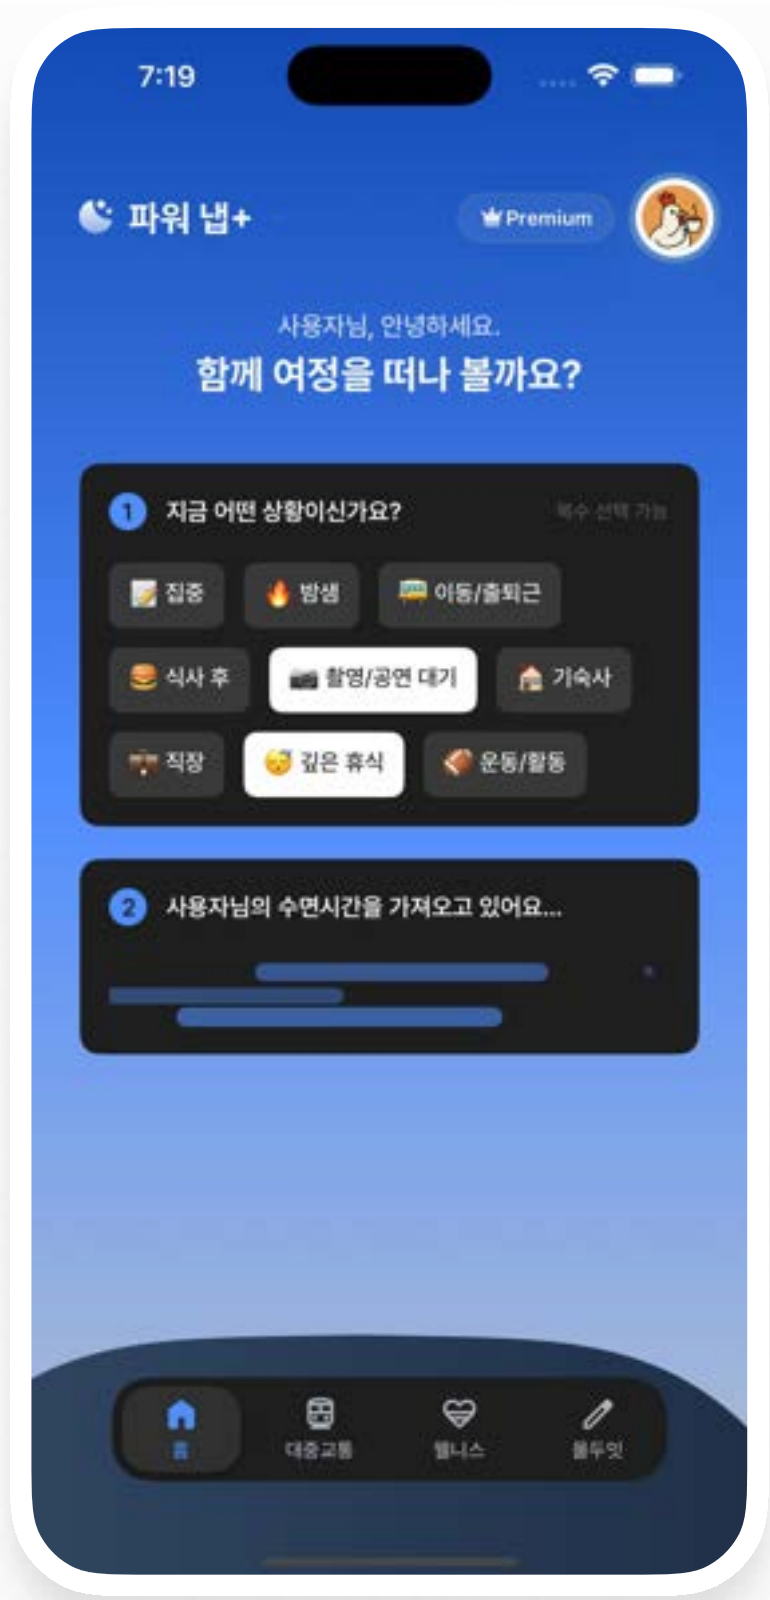 7:19
파워 냅+
Premium
사용자님, 안녕하세요.
함께 여정을 떠나 볼까요?
1 지금 어떤 상황이신가요? 복수 선택 가능
집중 밤샘 이동/출퇴근
식사 후 촬영/공연 대기 기숙사
직장 깊은 휴식 운동/활동
2 사용자님의 수면시간을 가져오고 있어요...
홈 대중교통 웰니스 올두잇